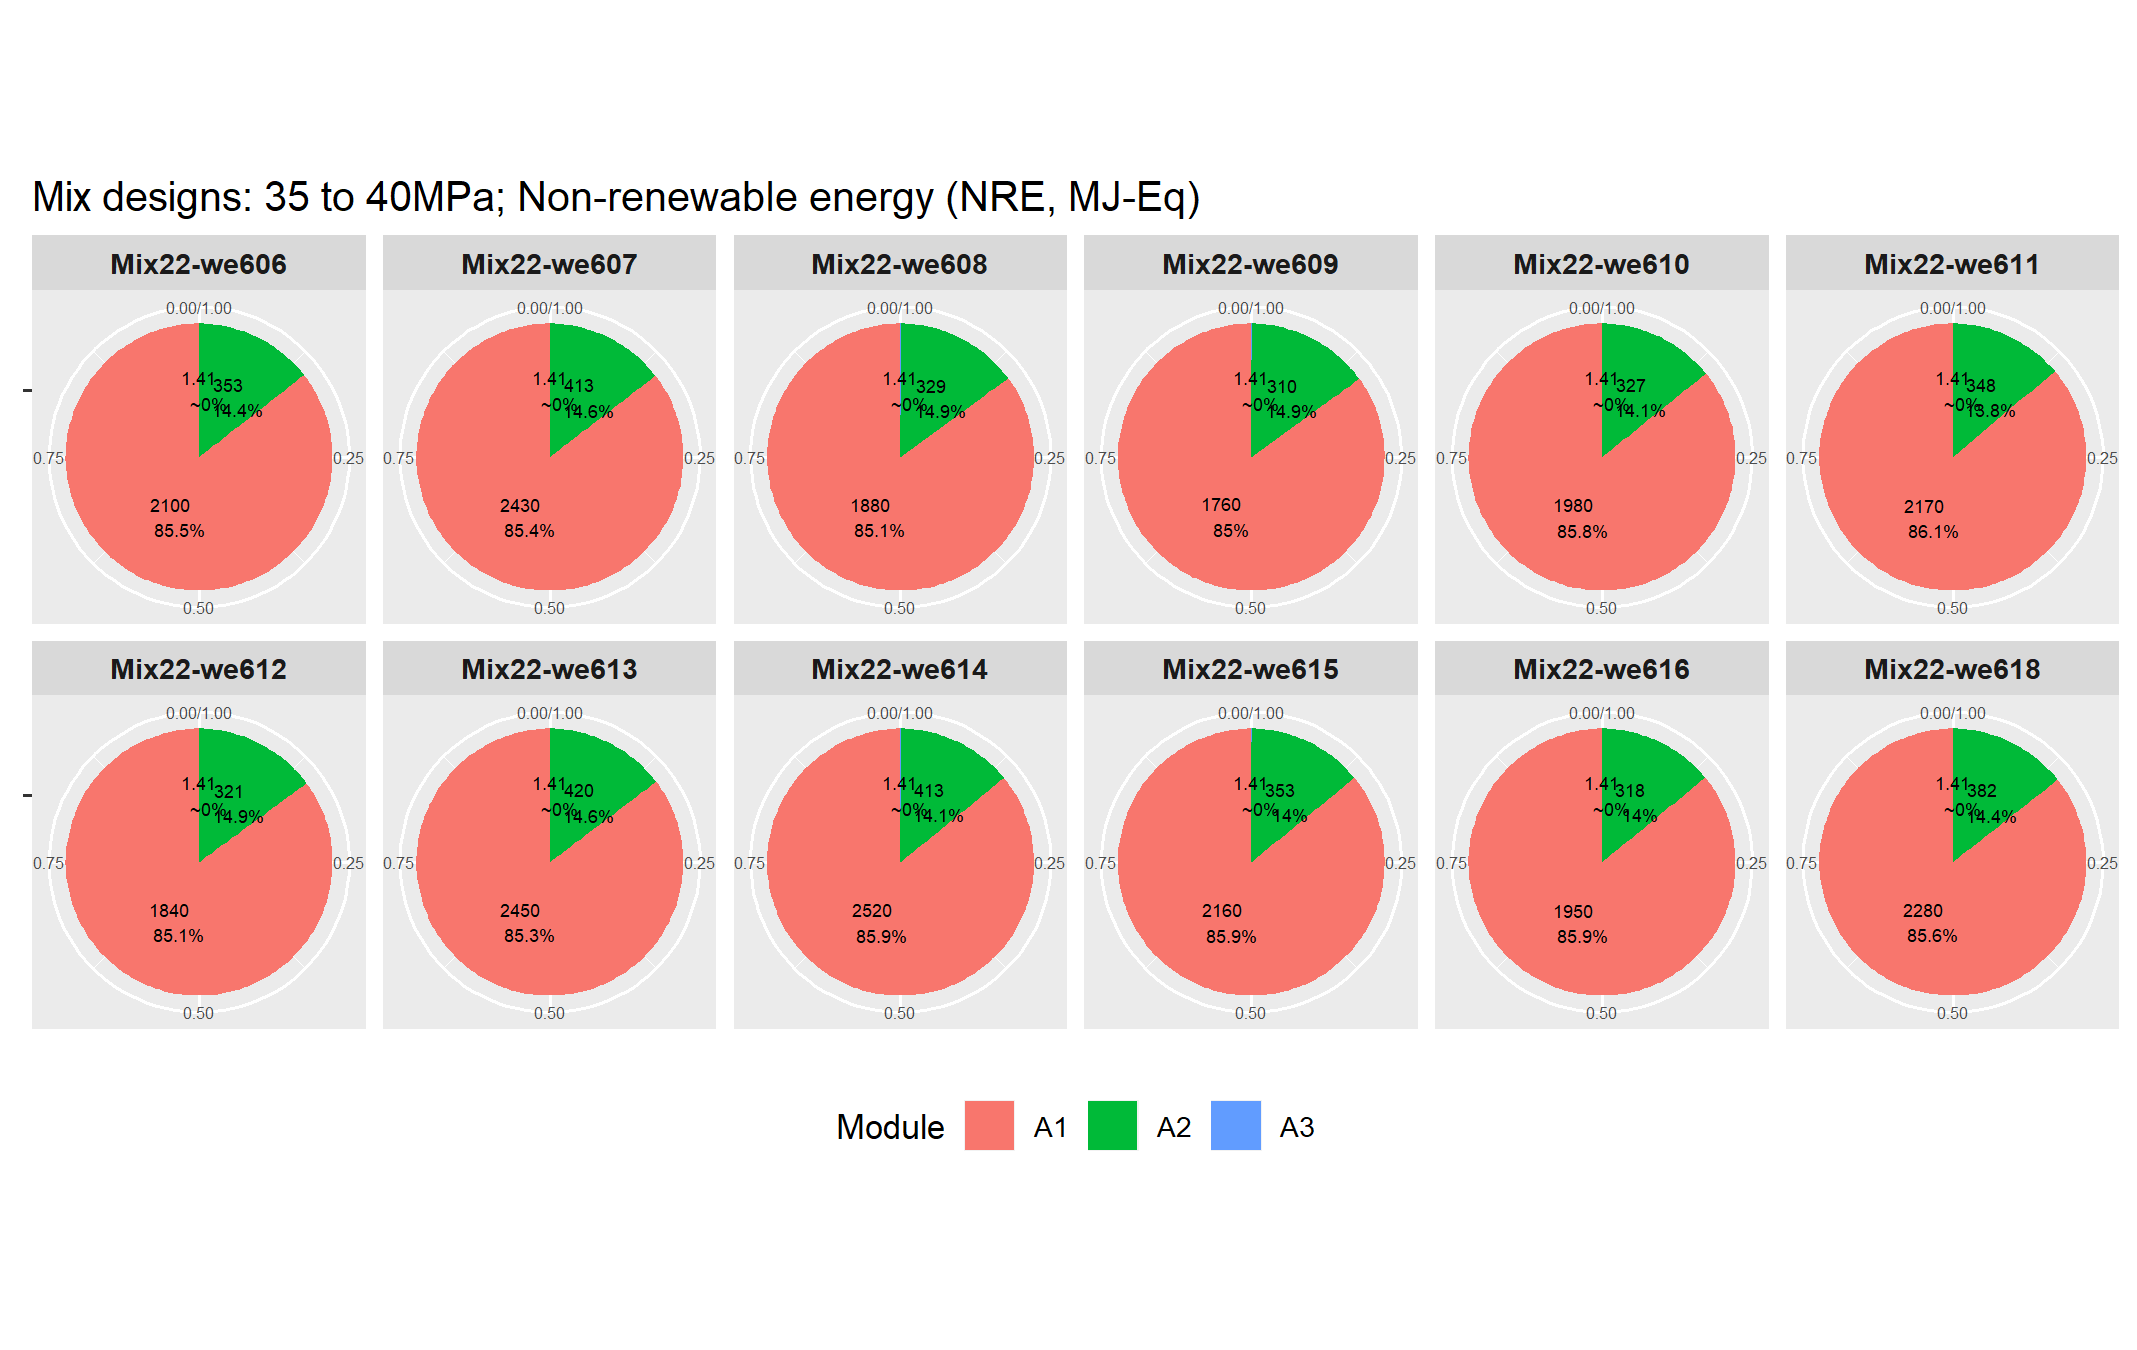 Mix designs: 35 to 40MPa; Non-renewable energy (NRE, MJ-Eq)
Mix22-we606 Mix22-we607 Mix22-we608 Mix22-we609 Mix22-we610 Mix22-we611
0.00/1.00 0.00/1.00 0.00/1.00 0.00/1.00 0.00/1.00 0.00/1.00
1.41 353 1.41 413 1.41 329 1.41 310 1.41 327 1.41 348
~0% 14.4% ~0% 14.6% ~0% 14.9% ~0% 14.9% ~0% 14.1% ~0% 13.8%
0.75 0.25 0.75 0.25 0.75 0.25 0.75 0.25 0.75 0.25 0.75 0.25
2100 2430 1880 1760 1980 2170
85.5% 85.4% 85.1% 85% 85.8% 86.1%
0.50 0.50 0.50 0.50 0.50 0.50
Mix22-we612 Mix22-we613 Mix22-we614 Mix22-we615 Mix22-we616 Mix22-we618
0.00/1.00 0.00/1.00 0.00/1.00 0.00/1.00 0.00/1.00 0.00/1.00
1.41 321 1.41 420 1.41 413 1.41 353 1.41 318 1.41 382
~0% 14.9% ~0% 14.6% ~0% 14.1% ~0% 14% ~0% 14% ~0% 14.4%
0.75 0.25 0.75 0.25 0.75 0.25 0.75 0.25 0.75 0.25 0.75 0.25
1840 2450 2520 2160 1950 2280
85.1% 85.3% 85.9% 85.9% 85.9% 85.6%
0.50 0.50 0.50 0.50 0.50 0.50
Module A1 A2 A3